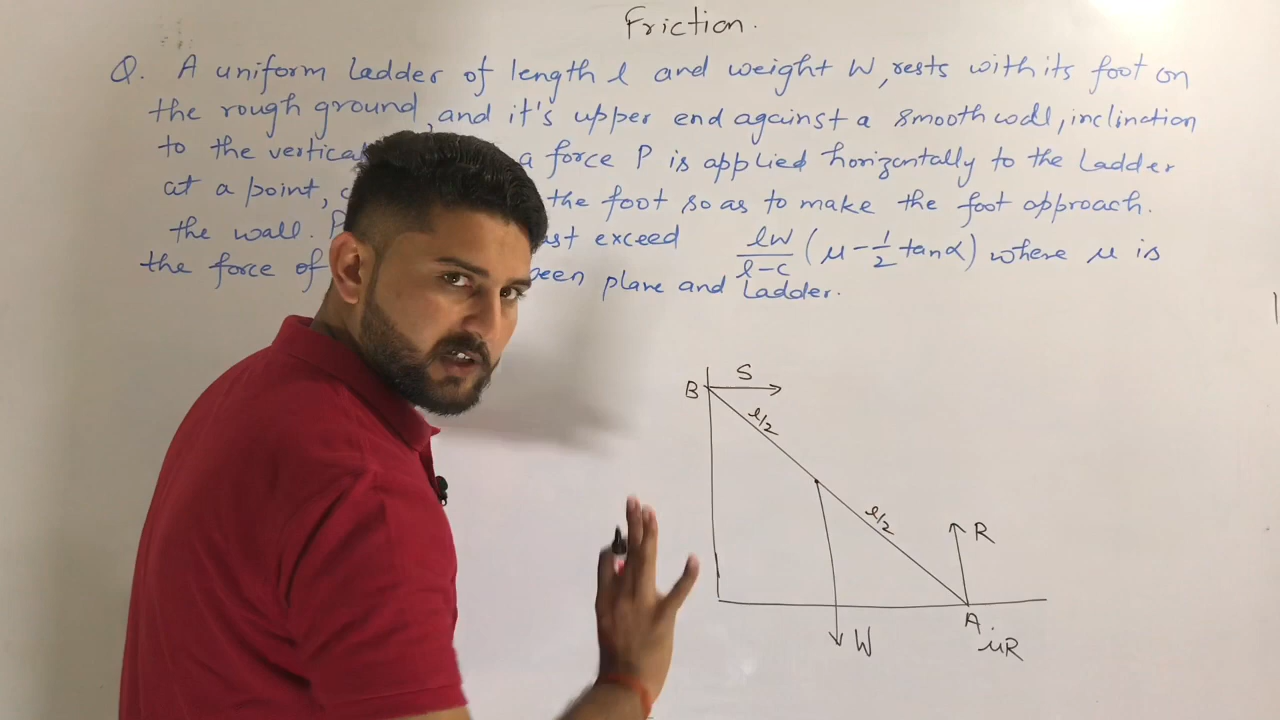 Friction.
Q. A uniform ladder of length l and weight W, rests with its foot on
the rough ground, and it's upper end against a smooth wall, inclination
to the vertical a force P is applied horizontally to the Ladder
at a point, the foot so as to make the foot approach.
the wall. exceed lW/l-c (μ-1/2 tanα) where μ is
the force of plane and Ladder.
S
B
l/2
l/2
R
A
μR
W